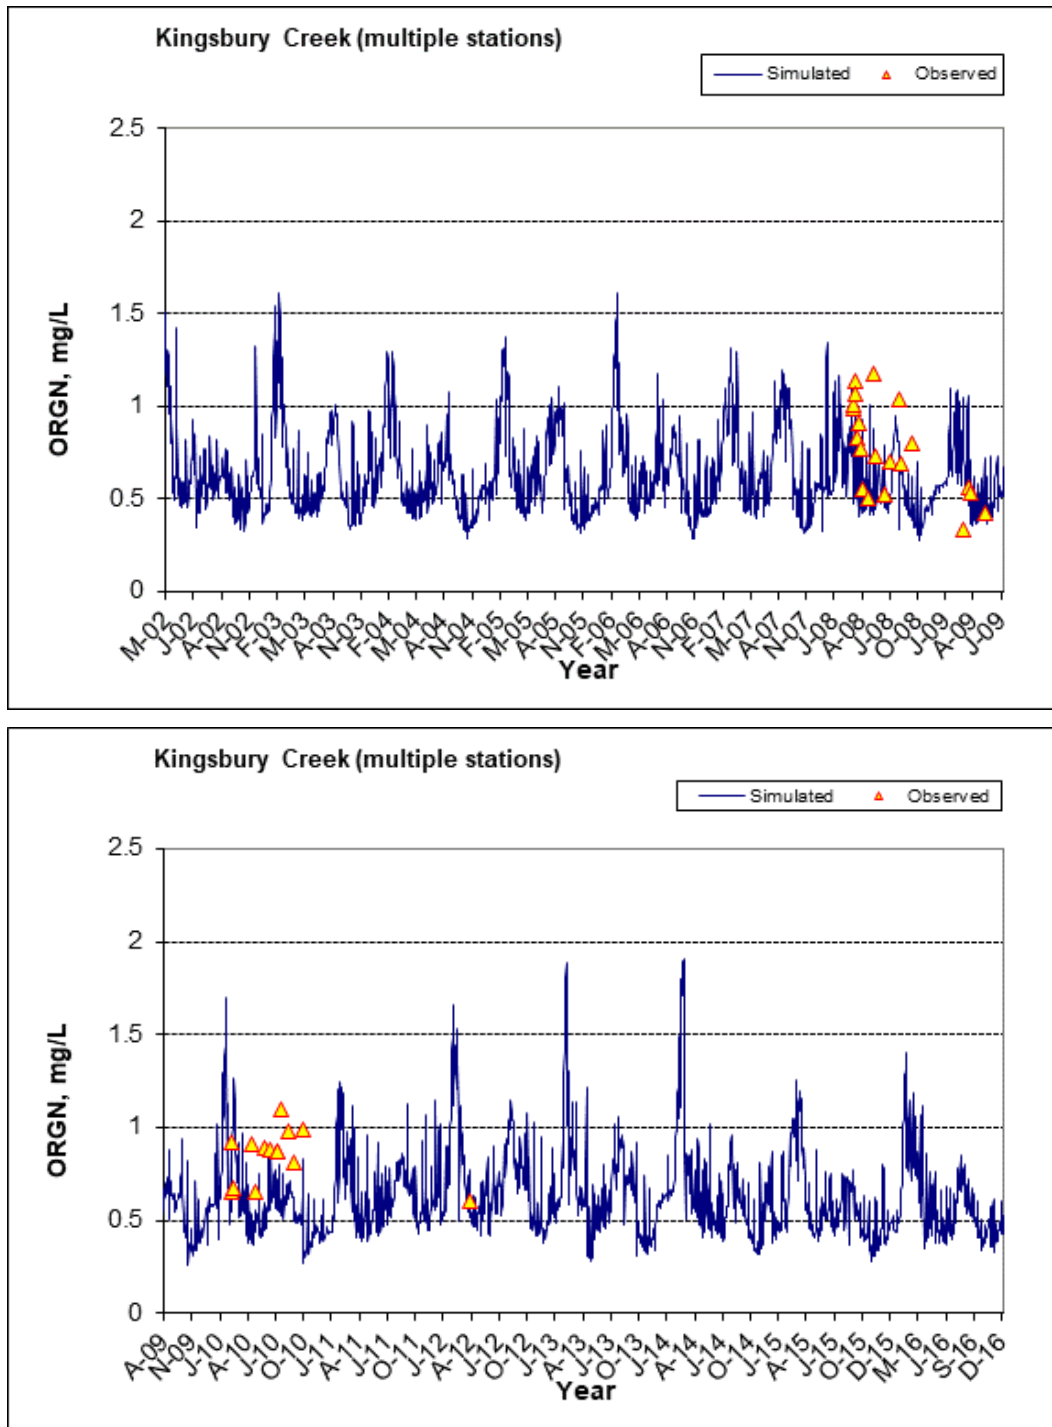 Kingsbury Creek (multiple stations)
Simulated Observed
2.5
2
1.5
1
0.5
0
ORGN, mg/L
M-02 J-02 A-02 N-02 F-03 M-03 A-03 N-03 F-04 M-04 A-04 N-04 F-05 M-05 A-05 N-05 F-06 M-06 A-06 N-06 F-07 M-07 A-07 N-07 J-08 A-08 J-08 O-08 J-09 A-09 J-09
Year
Kingsbury Creek (multiple stations)
Simulated Observed
2.5
2
1.5
1
0.5
0
ORGN, mg/L
A-09 N-09 J-10 A-10 J-10 O-10 J-11 A-11 J-11 O-11 J-12 A-12 J-12 O-12 J-13 A-13 J-13 O-13 J-14 A-14 J-14 O-14 J-15 A-15 J-15 O-15 D-15 M-16 J-16 S-16 D-16
Year